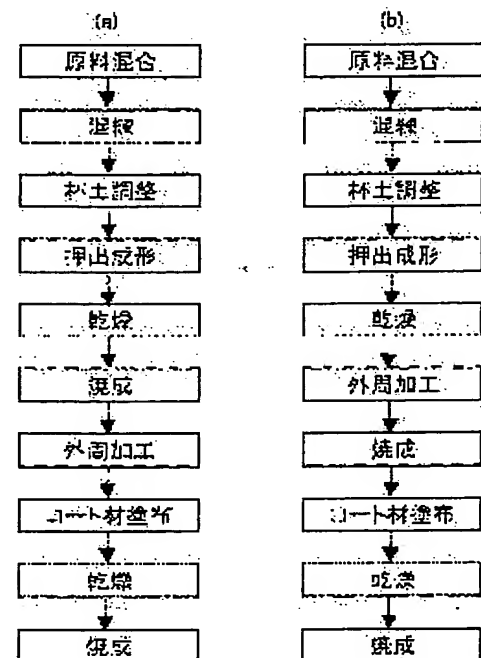 (a)
原料混合
混練
坏土調整
押出成形
乾燥
焼成
外周加工
コート材塗布
乾燥
焼成
(b)
原料混合
混練
坏土調整
押出成形
乾燥
外周加工
焼成
コート材塗布
乾燥
焼成